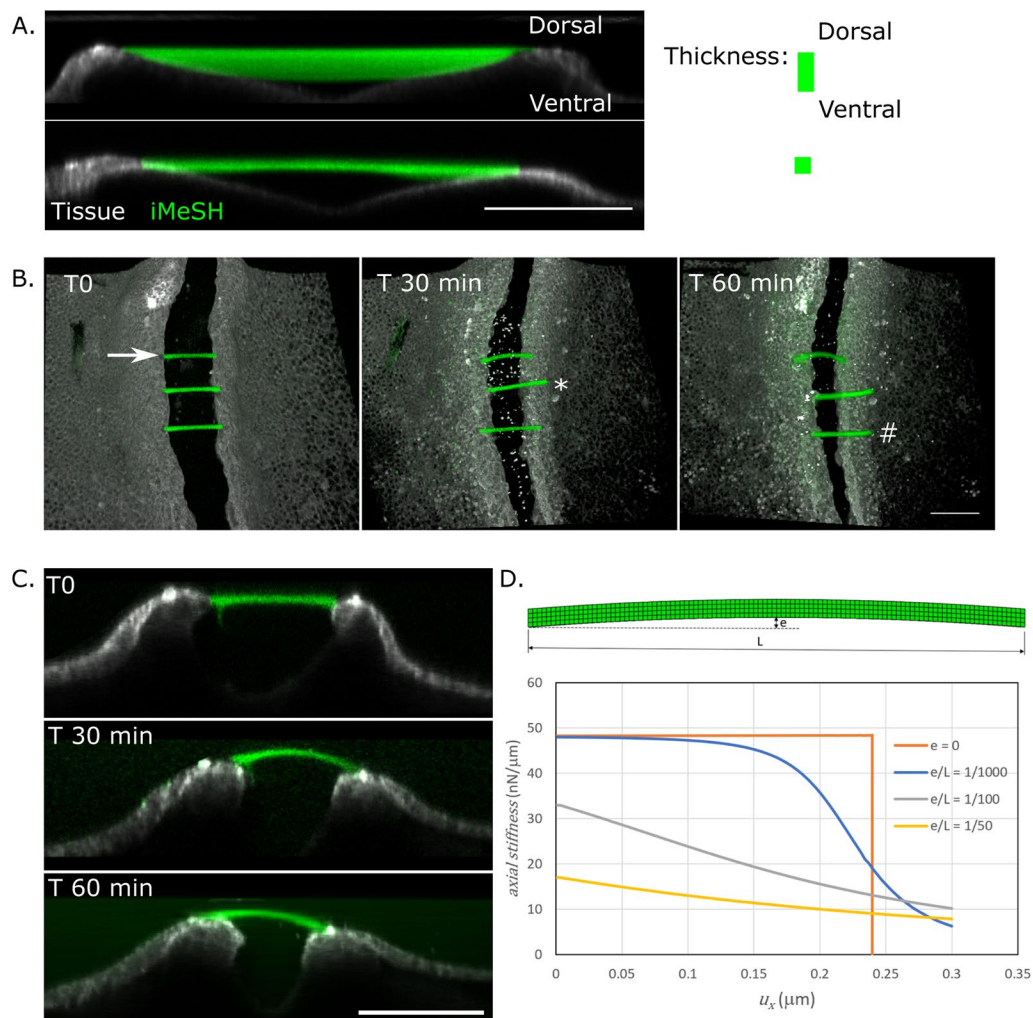 A.
Dorsal
Ventral
Tissue iMeSH
Thickness:
Dorsal
Ventral
B.
T0
T 30 min
*
T 60 min
#
C.
T0
T 30 min
T 60 min
D.
e
L
60
50
40
30
20
10
0
axial stiffness (nN/μm)
e = 0
e/L = 1/1000
e/L = 1/100
e/L = 1/50
0 0.05 0.1 0.15 0.2 0.25 0.3 0.35
uₓ (μm)